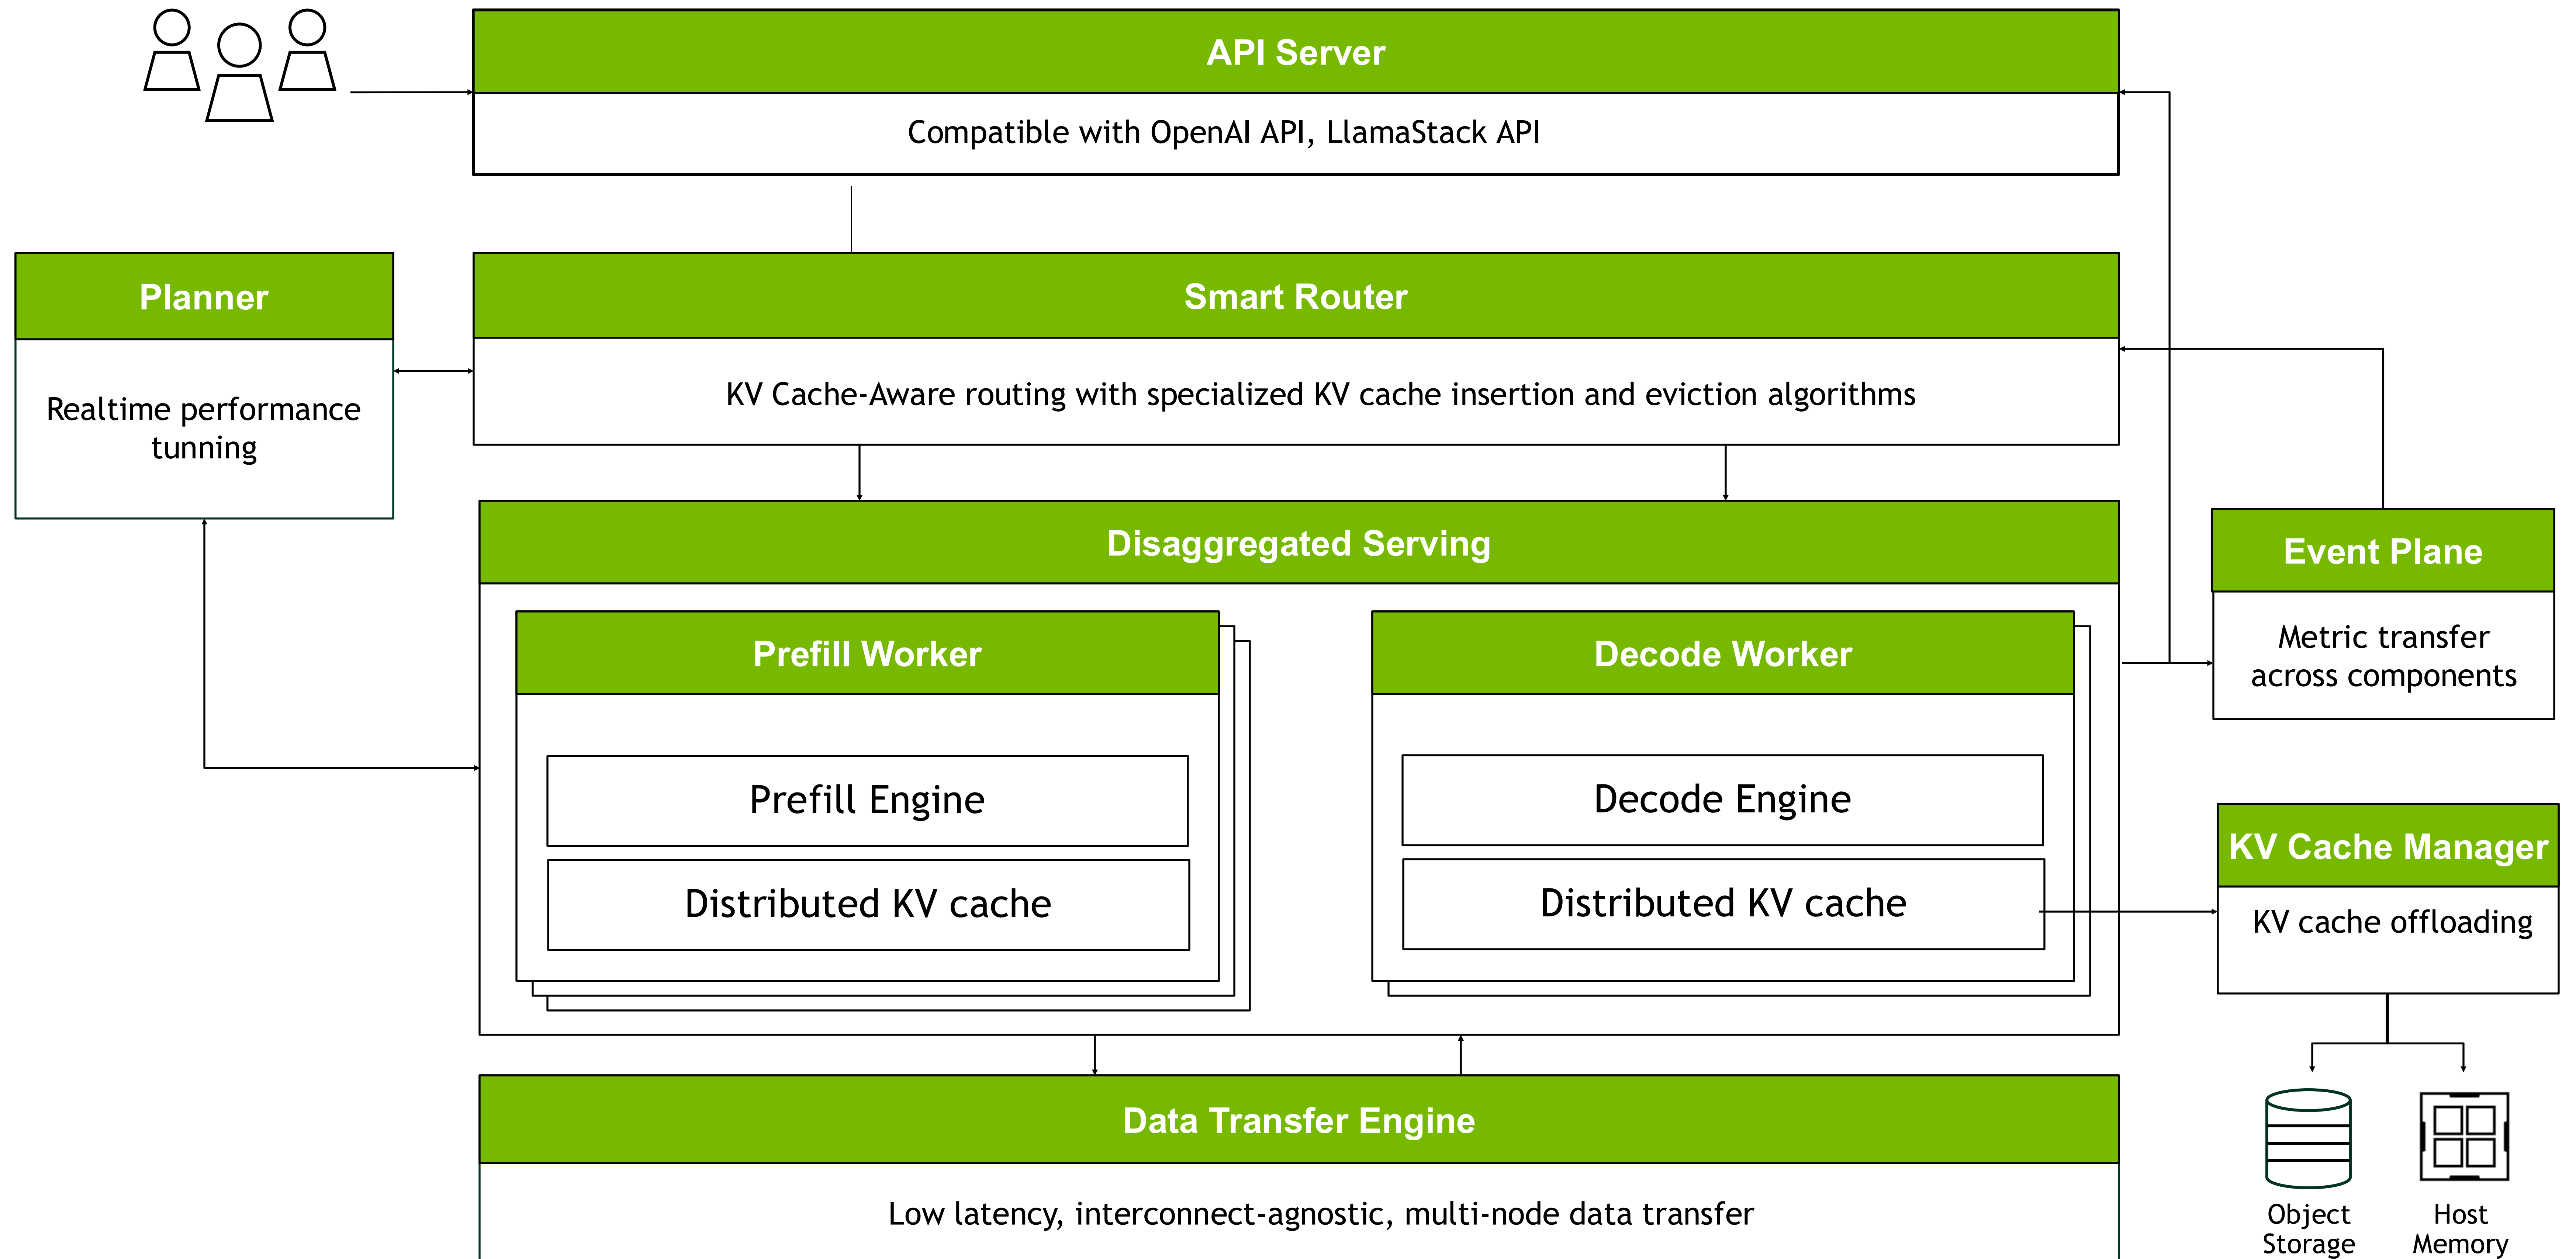 API Server
Compatible with OpenAI API, LlamaStack API
Planner
Realtime performance
tunning
Smart Router
KV Cache-Aware routing with specialized KV cache insertion and eviction algorithms
Disaggregated Serving
Prefill Worker
Prefill Engine
Distributed KV cache
Decode Worker
Decode Engine
Distributed KV cache
Event Plane
Metric transfer
across components
KV Cache Manager
KV cache offloading
Object
Storage
Host
Memory
Data Transfer Engine
Low latency, interconnect-agnostic, multi-node data transfer